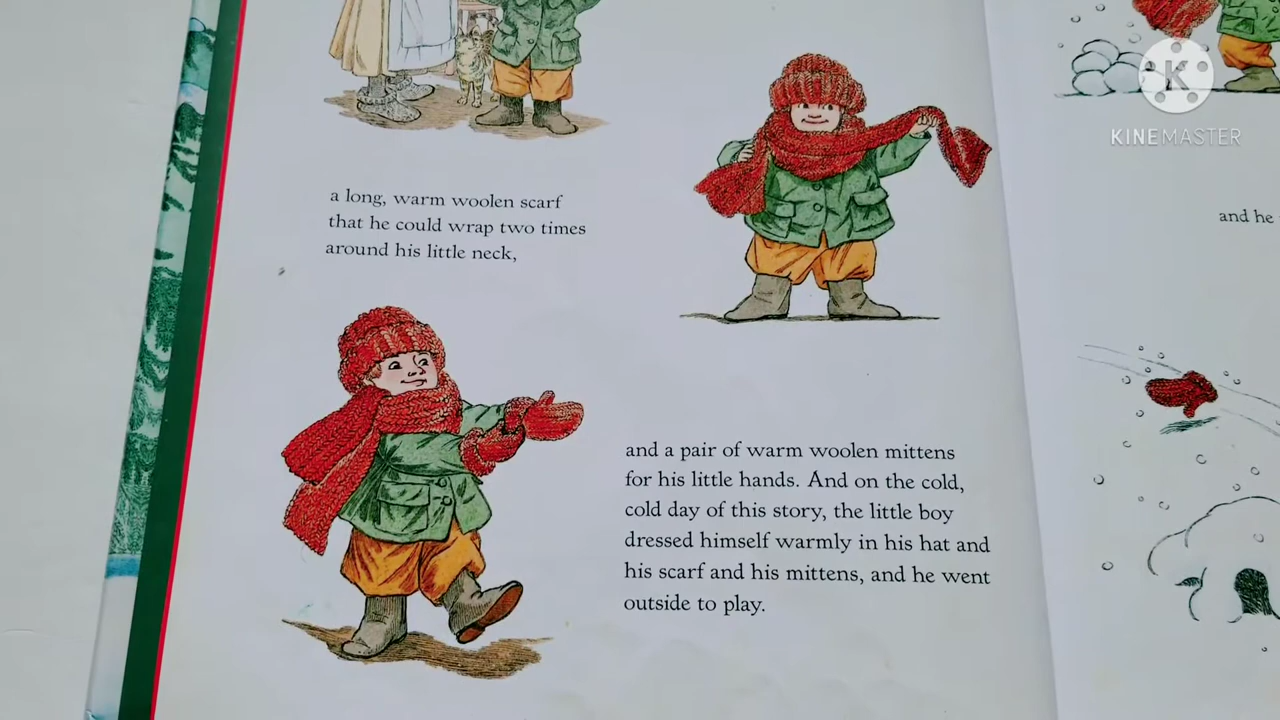 a long, warm woolen scarf
that he could wrap two times
around his little neck,
and a pair of warm woolen mittens
for his little hands. And on the cold,
cold day of this story, the little boy
dressed himself warmly in his hat and
his scarf and his mittens, and he went
outside to play.
and he
K
KINEMASTER